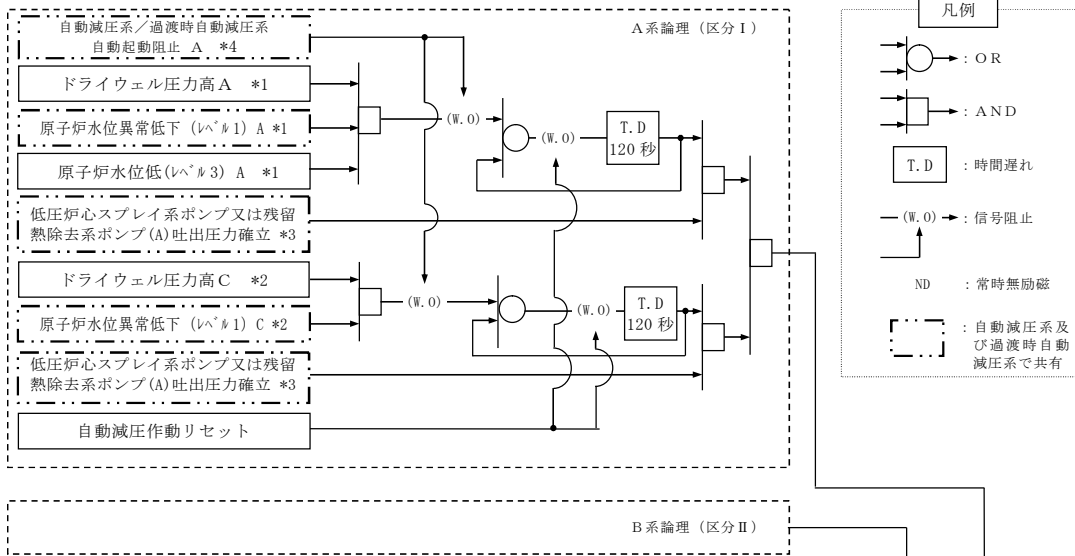 自動減圧系／過渡時自動減圧系
自動起動阻止 A *4
A系論理（区分Ⅰ）
ドライウェル圧力高A *1
原子炉水位異常低下（ﾚﾍﾞﾙ1）A *1
原子炉水位低(ﾚﾍﾞﾙ3) A *1
低圧炉心スプレイ系ポンプ又は残留
熱除去系ポンプ(A)吐出圧力確立 *3
ドライウェル圧力高C *2
原子炉水位異常低下（ﾚﾍﾞﾙ1）C *2
低圧炉心スプレイ系ポンプ又は残留
熱除去系ポンプ(A)吐出圧力確立 *3
自動減圧作動リセット
(W.O)
(W.O)
T.D
120秒
(W.O)
(W.O)
T.D
120秒
B系論理（区分Ⅱ）
凡例
：OR
：AND
T.D ：時間遅れ
(W.O) ：信号阻止
ND ：常時無励磁
：自動減圧系及
び過渡時自動
減圧系で共有